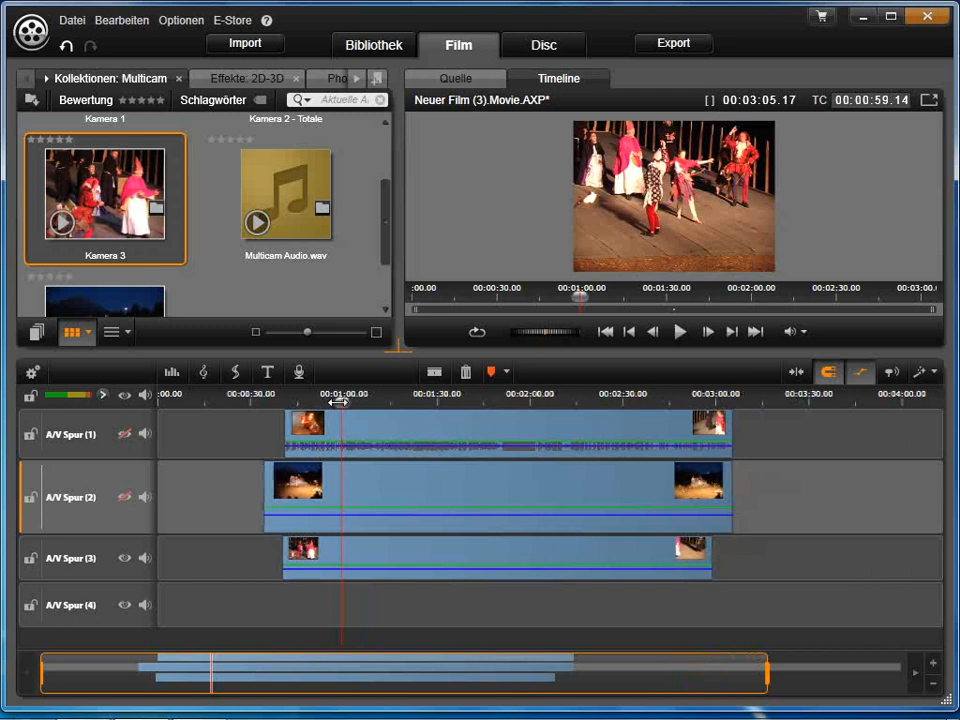 Datei Bearbeiten Optionen E-Store ?
Import Bibliothek Film Disc Export
Kollektionen: Multicam × Effekte: 2D-3D × Pho
Quelle Timeline
Bewertung Schlagwörter Aktuelle A
Neuer Film (3).Movie.AXP* [ ] 00:03:05.17 TC 00:00:59.14
Kamera 1 Kamera 2 - Totale
Kamera 3 Multicam Audio.wav
:00.00 00:00:30.00 00:01:00.00 00:01:30.00 00:02:00.00 00:02:30.00 00:03:00.
:00.00 00:00:30.00 00:01:00.00 00:01:30.00 00:02:00.00 00:02:30.00 00:03:00.00 00:03:30.00 00:04:00.00
A/V Spur (1)
A/V Spur (2)
A/V Spur (3)
A/V Spur (4)